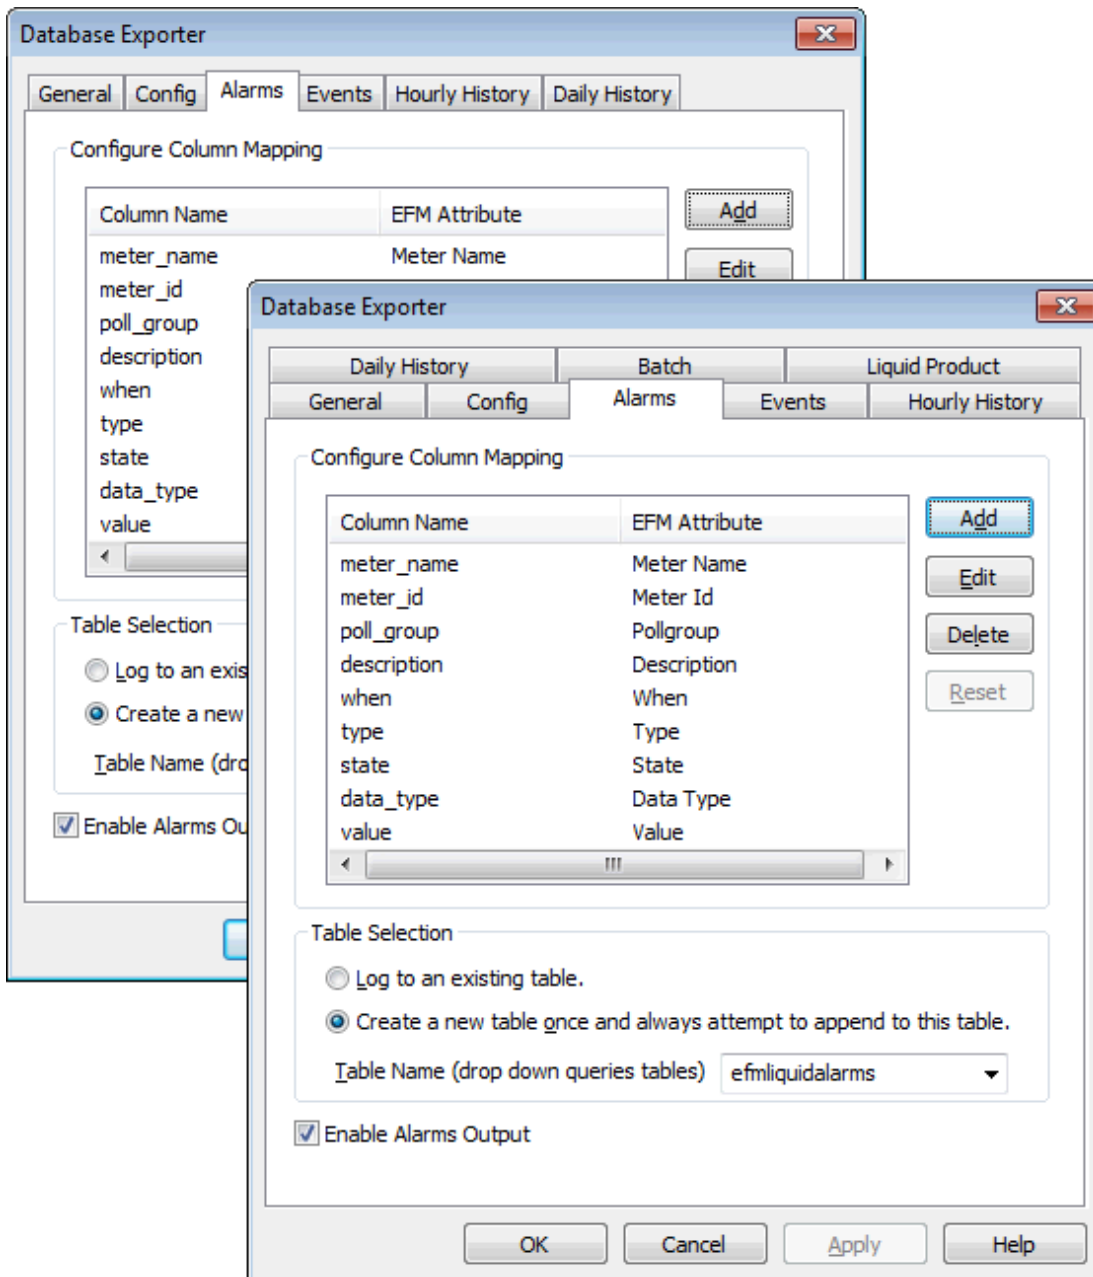 Database Exporter
General Config Alarms Events Hourly History Daily History
Configure Column Mapping
Column Name EFM Attribute
meter_name Meter Name
meter_id
poll_group
description
when
type
state
data_type
value
Add
Edit
Table Selection
Log to an exis
Create a new
Table Name (dro
Enable Alarms Ou
Database Exporter
Daily History Batch Liquid Product
General Config Alarms Events Hourly History
Configure Column Mapping
Column Name EFM Attribute
meter_name Meter Name
meter_id Meter Id
poll_group Pollgroup
description Description
when When
type Type
state State
data_type Data Type
value Value
Add
Edit
Delete
Reset
Table Selection
Log to an existing table.
Create a new table once and always attempt to append to this table.
Table Name (drop down queries tables) efmliquidalarms
Enable Alarms Output
OK Cancel Apply Help